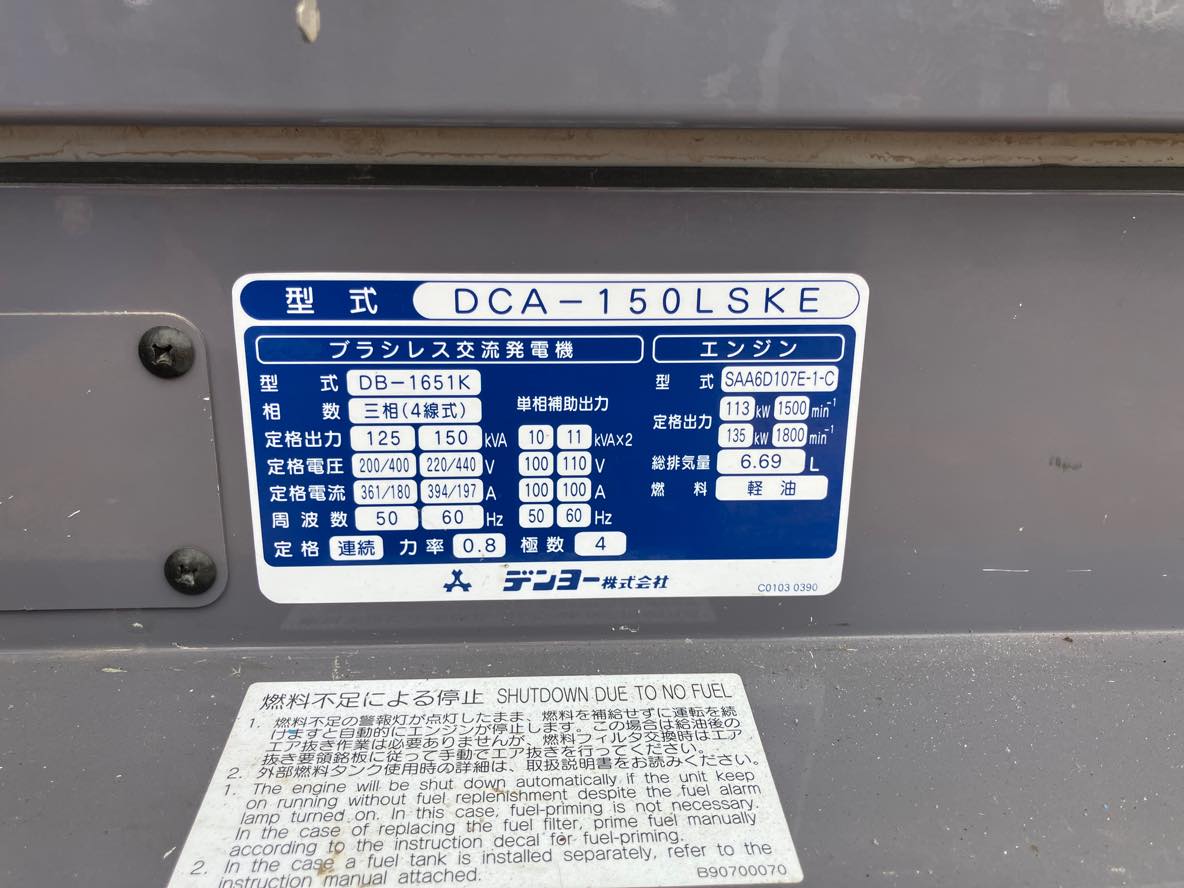 型 式 DCA-150LSKE
ブラシレス交流発電機
型 式 DB-1651K
相 数 三相(4線式) 単相補助出力
定格出力 125 150 kVA 10 11 kVA×2
定格電圧 200/400 220/440 V 100 110 V
定格電流 361/180 394/197 A 100 100 A
周波数 50 60 Hz 50 60 Hz
定格 連続 力率 0.8 極数 4
エンジン
型 式 SAA6D107E-1-C
定格出力 113 kW 1500 min-1
135 kW 1800 min-1
総排気量 6.69 L
燃 料 軽油
デンヨー株式会社
C0103 0390
燃料不足による停止 SHUTDOWN DUE TO NO FUEL
1. 燃料不足の警報灯が点灯したまま、燃料を補給せずに運転を続
けますと自動的にエンジンが停止します。この場合は給油後の
エア抜き作業は必要ありませんが、燃料フィルタ交換時はエア
抜き要領銘板に従って手動でエア抜きを行ってください。
2. 外部燃料タンク使用時の詳細は、取扱説明書をお読みください。
1. The engine will be shut down automatically if the unit keep
on running without fuel replenishment despite the fuel alarm
lamp turned on. In this case, fuel-priming is not necessary.
In the case of replacing the fuel filter, prime fuel manually
according to the instruction decal for fuel-priming.
2. In the case a fuel tank is installed separately, refer to the
instruction manual attached.
B90700070